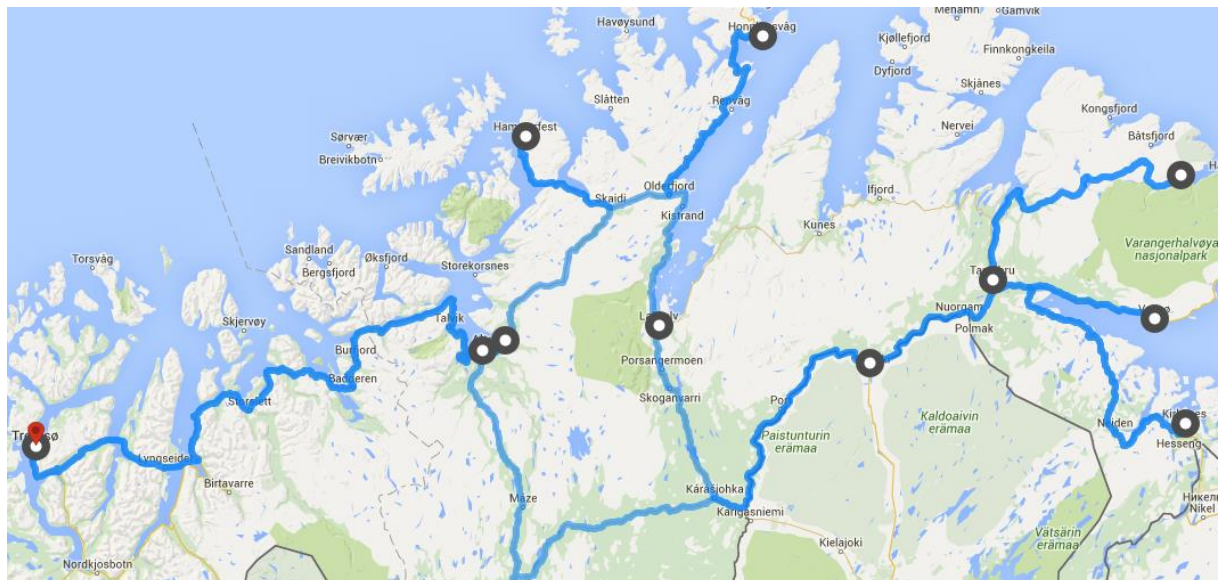 Havøysund
Mehamn
Gamvik
Kjøllefjord
Finnkongkeila
Dyfjord
Skjånes
Slåtten
Repvåg
Kongsfjord
Nervei
Båtsfjord
Sørvær
Breivikbotn
Olderfjord
Skaidi
Ifjord
Kistrand
Kunes
Varangerhalvøya
nasjonalpark
Sandland
Øksfjord
Torsvåg
Bergsfjord
Storekorsnes
Nuorgam
Polmak
Talvik
Skjervøy
Porsangermoen
Badderen
Skoganvarri
Storslett
Kaldoaivin
erämaa
Neiden
Paistunturin
erämaa
Hesseng
Lyngseidet
Birtavarre
Máze
Kárášjohka
Karigasniemi
Никель
Nikel
Vätsärin
erämaa
Kielajoki
Nordkjosbotn